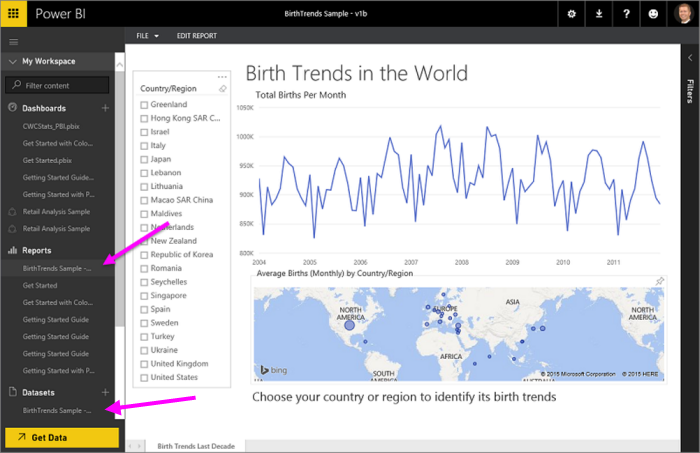 Power BI
BirthTrends Sample - v1b
My Workspace
Filter content
Dashboards
CWCStats_PBI.pbix
Get Started with Colo...
Get Started.pbix
Getting Started Guide...
Getting Started with P...
Retail Analysis Sample
Retail Analysis Sample
Reports
BirthTrends Sample -...
Get Started
Get Started with Colo...
Getting Started Guide
Getting Started Guide
Getting Started Guide
Getting Started with P...
Datasets
BirthTrends Sample -...
Get Data
FILE
EDIT REPORT
Country/Region
Greenland
Hong Kong SAR C...
Israel
Italy
Japan
Lebanon
Lithuania
Macao SAR China
Maldives
Netherlands
New Zealand
Republic of Korea
Romania
Seychelles
Singapore
Spain
Sweden
Turkey
Ukraine
United Kingdom
United States
Birth Trends in the World
Total Births Per Month
1050K
1000K
950K
900K
850K
800K
2004 2005 2006 2007 2008 2009 2010 2011
Average Births (Monthly) by Country/Region
NORTH
AMERICA
EUROPE
ASIA
NORTH
AMERICA
AFRICA
SOUTH
AMERICA
SOUTH
bing
© 2015 Microsoft Corporation © 2015 HERE
Choose your country or region to identify its birth trends
Birth Trends Last Decade
Filters